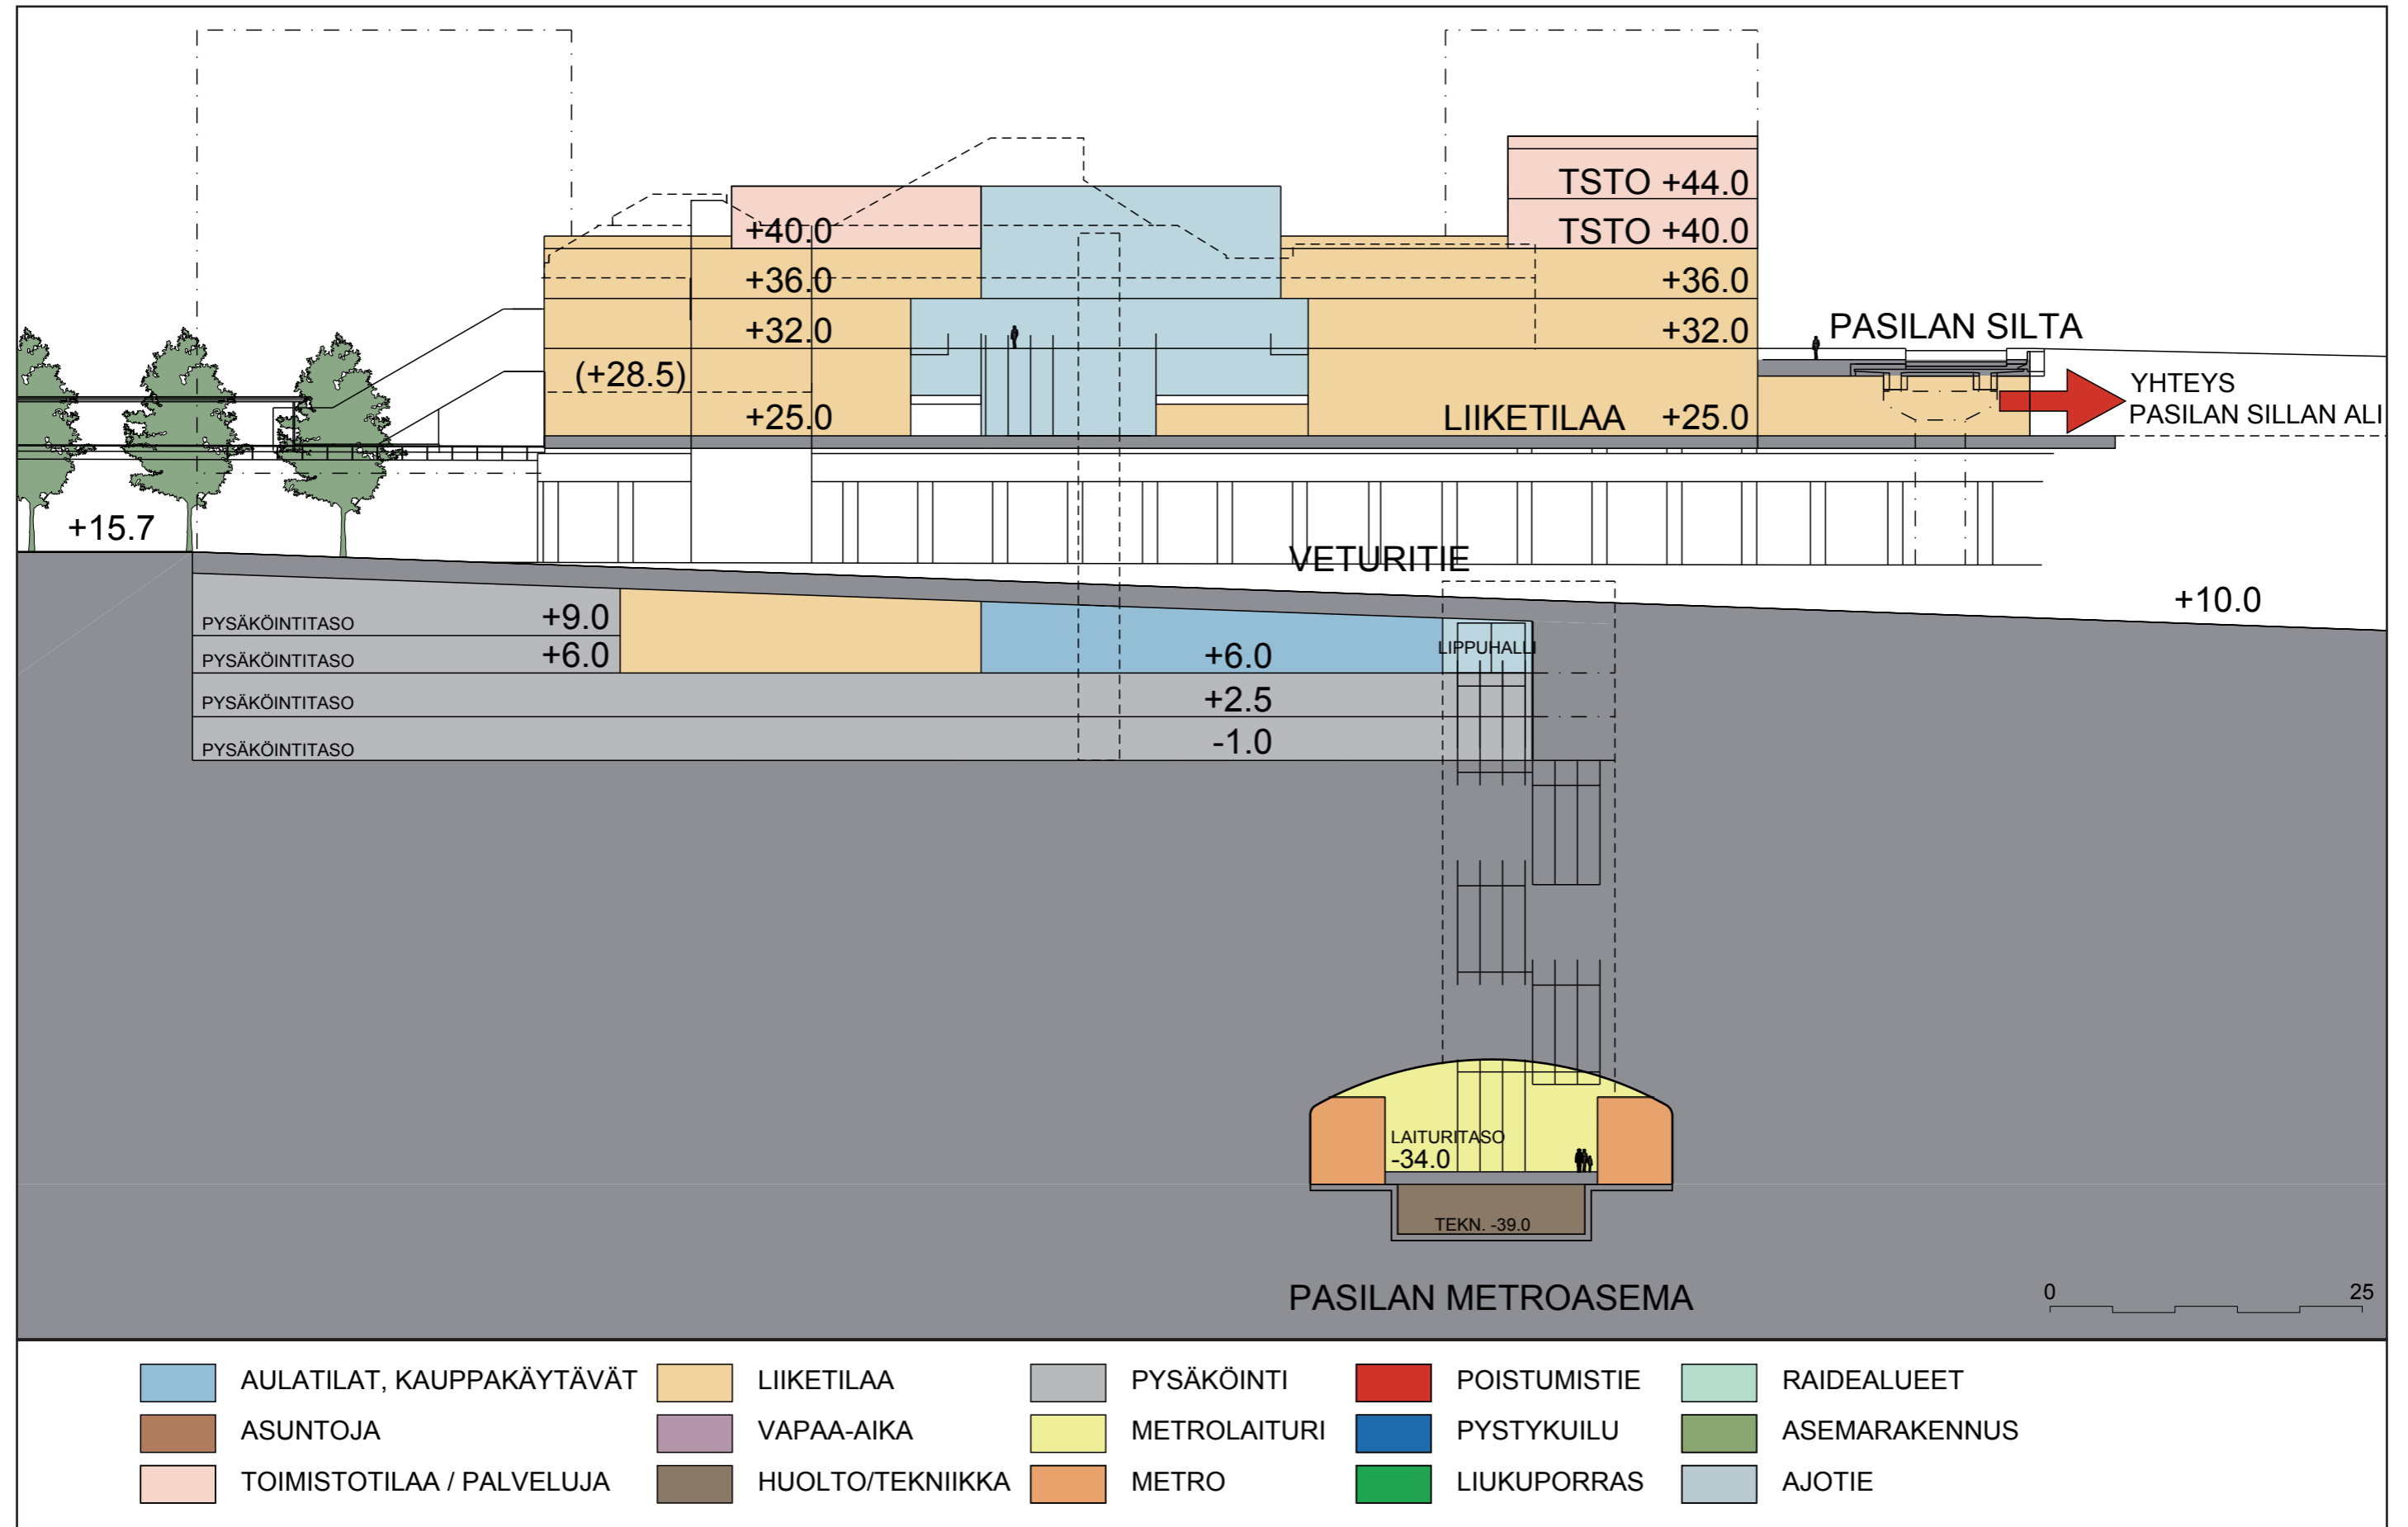 TSTO +44.0
+40.0
TSTO +40.0
+36.0
+36.0
+32.0
+32.0
PASILAN SILTA
(+28.5)
YHTEYS
PASILAN SILLAN ALI
+25.0
LIIKETILAA +25.0
+15.7
VETURITIE
+10.0
PYSÄKÖINTITASO +9.0
LIPPUHALLI
PYSÄKÖINTITASO +6.0
+6.0
PYSÄKÖINTITASO
+2.5
PYSÄKÖINTITASO
-1.0
LAITURITASO
-34.0
TEKN. -39.0
PASILAN METROASEMA
0 25
AULATILAT, KAUPPAKÄYTÄVÄT
LIIKETILAA
PYSÄKÖINTI
POISTUMISTIE
RAIDEALUEET
ASUNTOJA
VAPAA-AIKA
METROLAITURI
PYSTYKUILU
ASEMARAKENNUS
TOIMISTOTILAA / PALVELUJA
HUOLTO/TEKNIIKKA
METRO
LIUKUPORRAS
AJOTIE